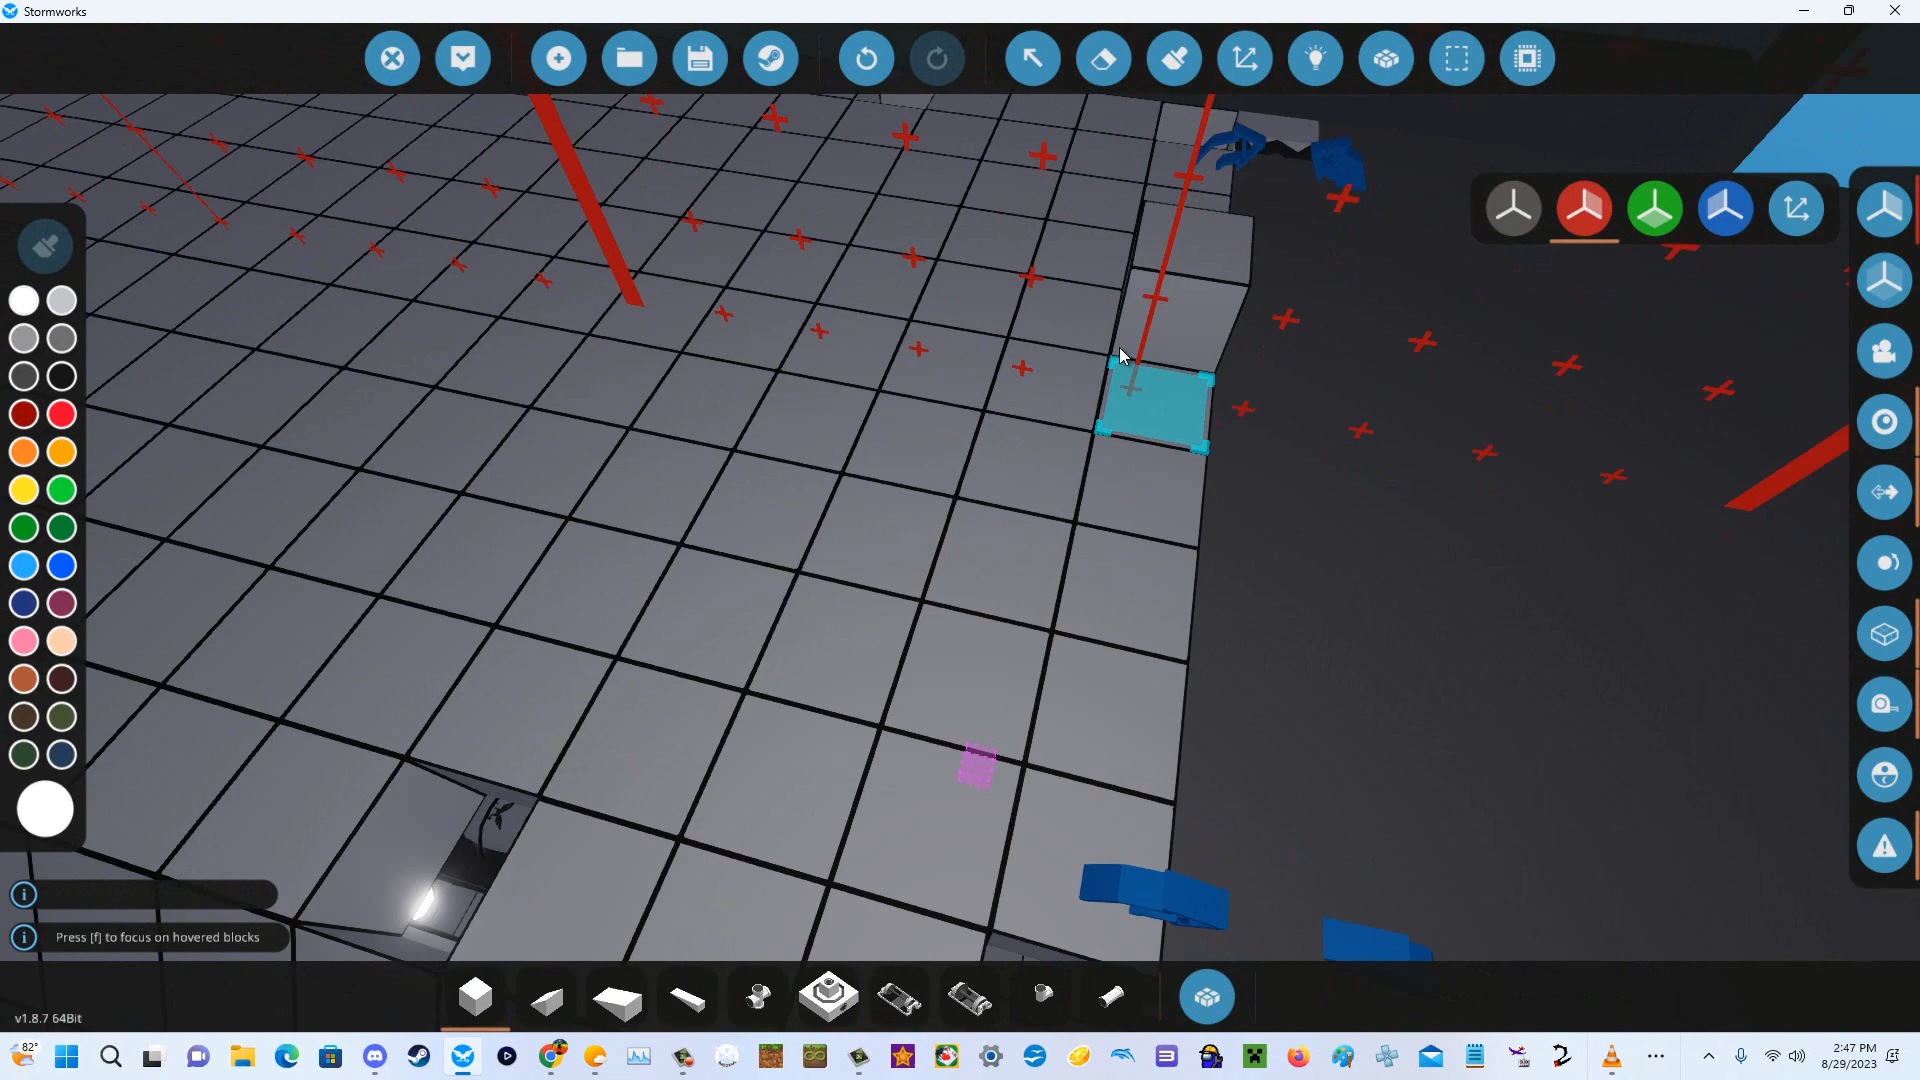 Stormworks
Press [f] to focus on hovered blocks
v1.8.7 64Bit
82°
2:47 PM
8/29/2023